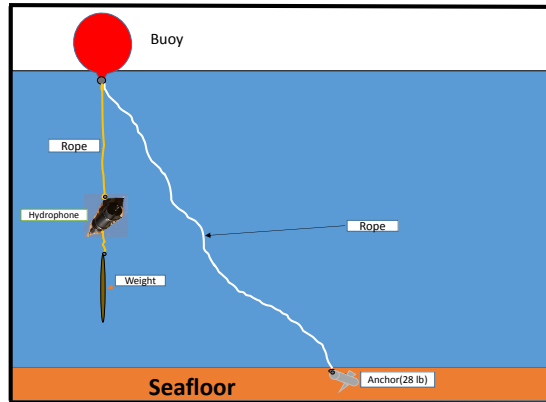 Buoy
Rope
Hydrophone
Rope
Weight
Anchor(28 lb)
Seafloor